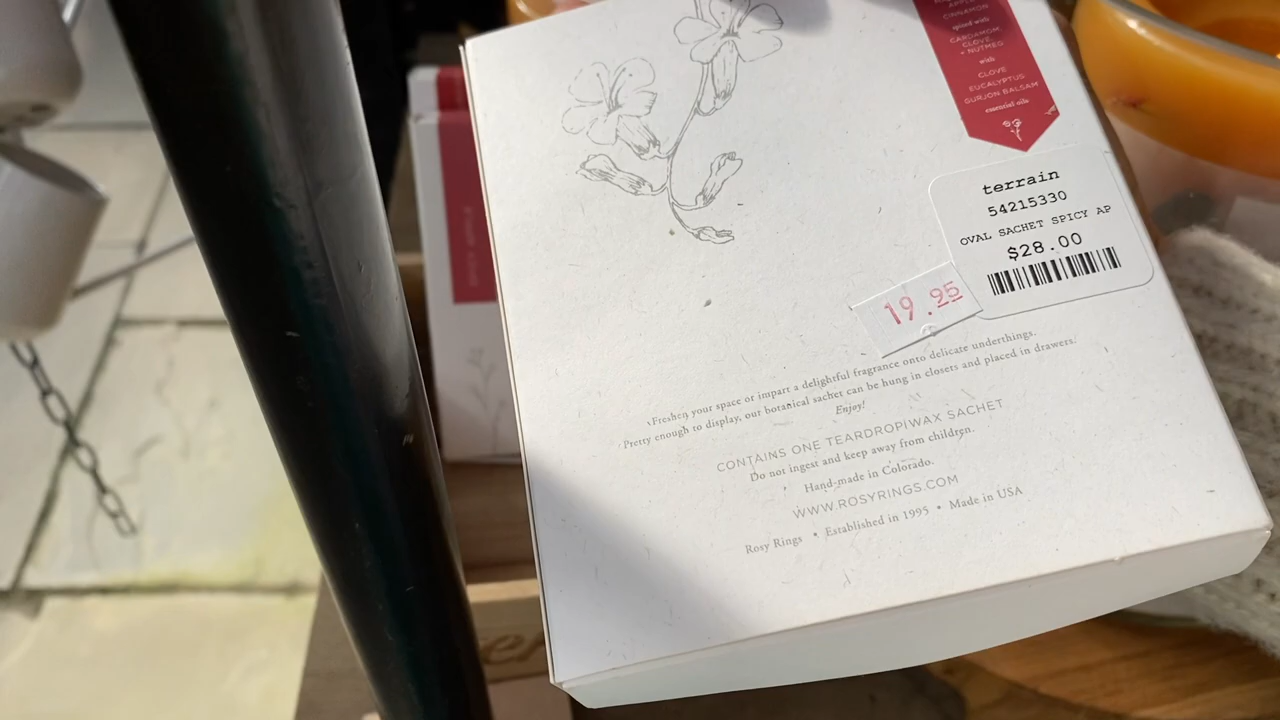 APPLE
CINNAMON
spiced with
CARDAMOM,
CLOVE,
+ NUTMEG
with
CLOVE
EUCALYPTUS
GURJON BALSAM
essential oils
terrain
54215330
OVAL SACHET SPICY AP
$28.00
19.95
Freshen your space or impart a delightful fragrance onto delicate underthings.
Pretty enough to display, our botanical sachet can be hung in closets and placed in drawers.
Enjoy!
CONTAINS ONE TEARDROP|WAX SACHET
Do not ingest and keep away from children.
Hand-made in Colorado.
WWW.ROSYRINGS.COM
Rosy Rings • Established in 1995 • Made in USA